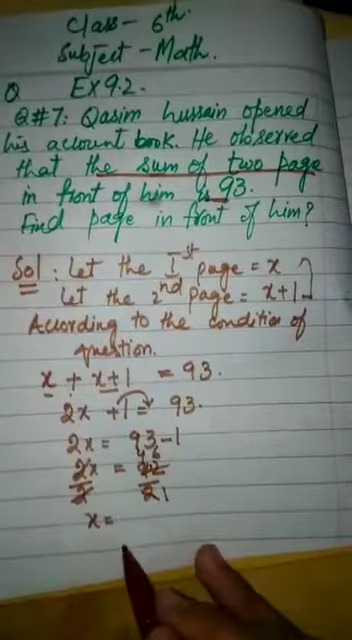 Class - 6th.
Subject - Math.
Q Ex 9.2.
Q#7: Qasim hussain opened
his account book. He observed
that the sum of two page
in front of him is 93.
Find page in front of him?
Sol: Let the 1st page = x
Let the 2nd page = x+1
According to the condition of
question.
x + x+1 = 93.
2x + 1 = 93.
2x = 93-1
2x/2 = 92/2
x =